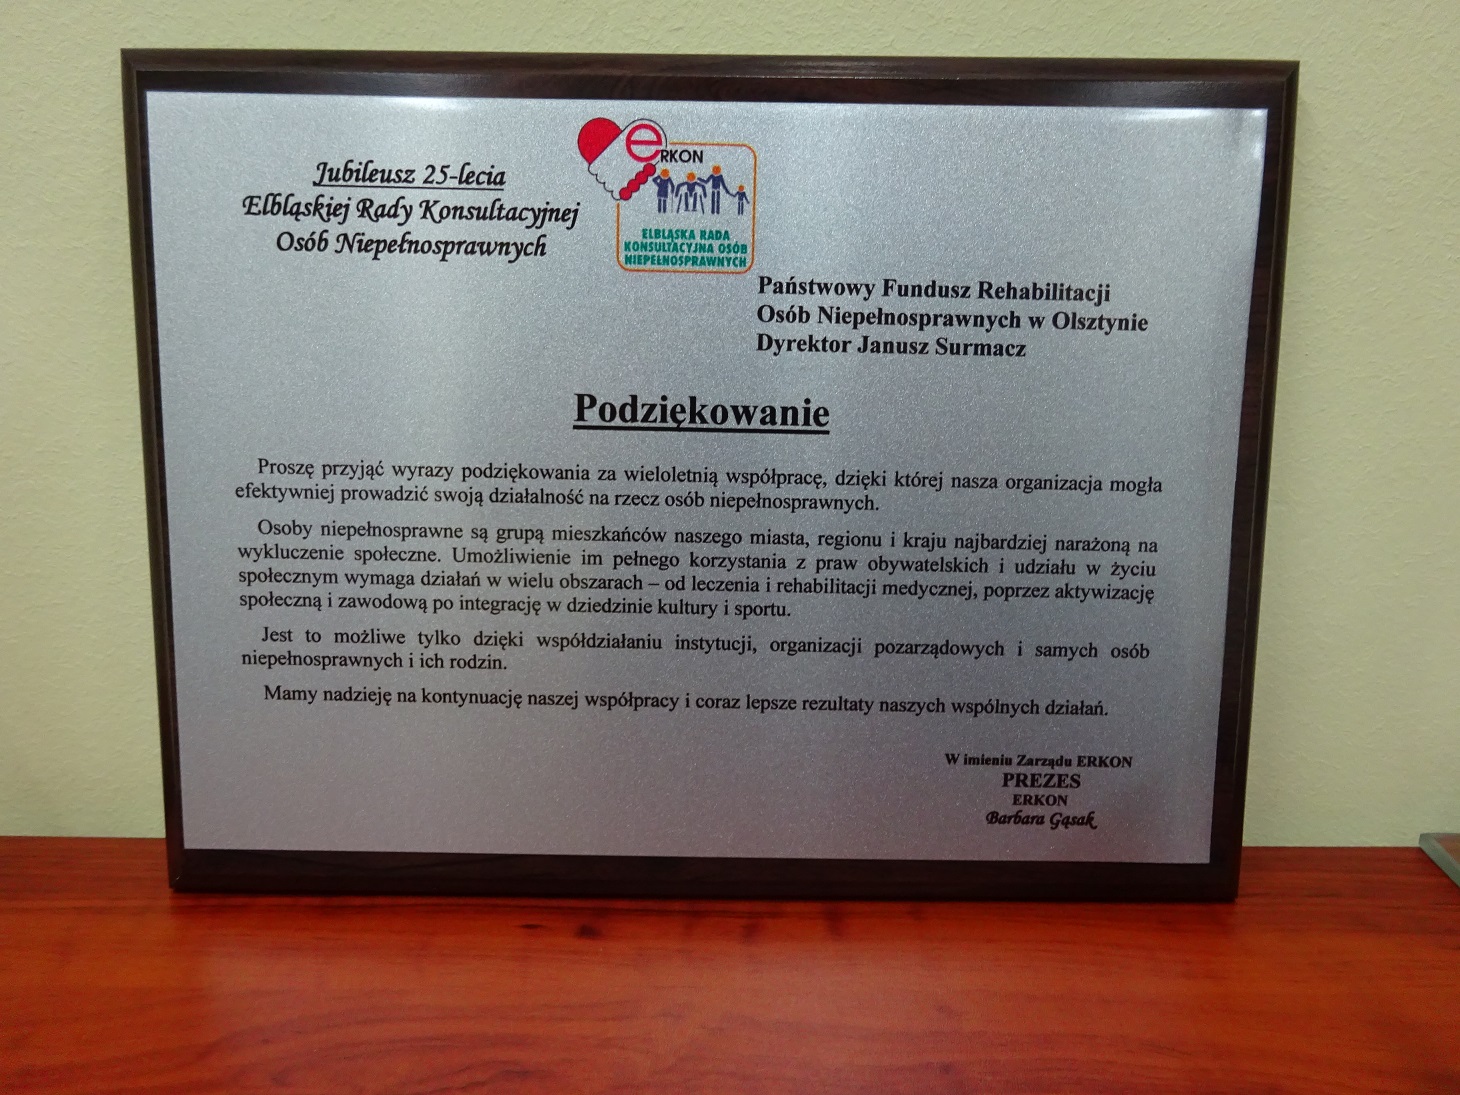 Jubileusz 25-lecia
Elbląskiej Rady Konsultacyjnej
Osób Niepełnosprawnych
eRKON
ELBLĄSKA RADA
KONSULTACYJNA OSÓB
NIEPEŁNOSPRAWNYCH
Państwowy Fundusz Rehabilitacji
Osób Niepełnosprawnych w Olsztynie
Dyrektor Janusz Surmacz
Podziękowanie
Proszę przyjąć wyrazy podziękowania za wieloletnią współpracę, dzięki której nasza organizacja mogła
efektywniej prowadzić swoją działalność na rzecz osób niepełnosprawnych.
Osoby niepełnosprawne są grupą mieszkańców naszego miasta, regionu i kraju najbardziej narażoną na
wykluczenie społeczne. Umożliwienie im pełnego korzystania z praw obywatelskich i udziału w życiu
społecznym wymaga działań w wielu obszarach – od leczenia i rehabilitacji medycznej, poprzez aktywizację
społeczną i zawodową po integrację w dziedzinie kultury i sportu.
Jest to możliwe tylko dzięki współdziałaniu instytucji, organizacji pozarządowych i samych osób
niepełnosprawnych i ich rodzin.
Mamy nadzieję na kontynuację naszej współpracy i coraz lepsze rezultaty naszych wspólnych działań.
W imieniu Zarządu ERKON
PREZES
ERKON
Barbara Gąsak